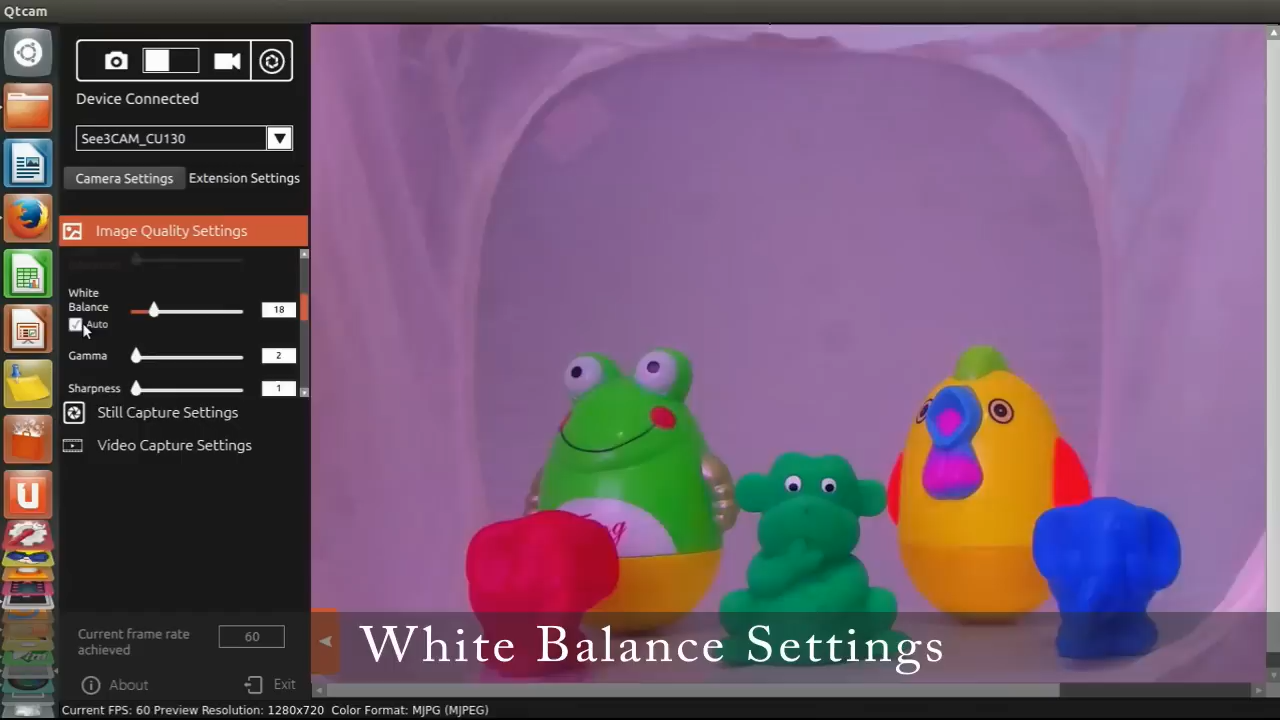 Qtcam
Device Connected
See3CAM_CU130
Camera Settings
Extension Settings
Image Quality Settings
White
Balance
18
Auto
Gamma
2
Sharpness
1
Still Capture Settings
Video Capture Settings
Current frame rate
achieved
60
About
Exit
White Balance Settings
Current FPS: 60 Preview Resolution: 1280x720 Color Format: MJPG (MJPEG)